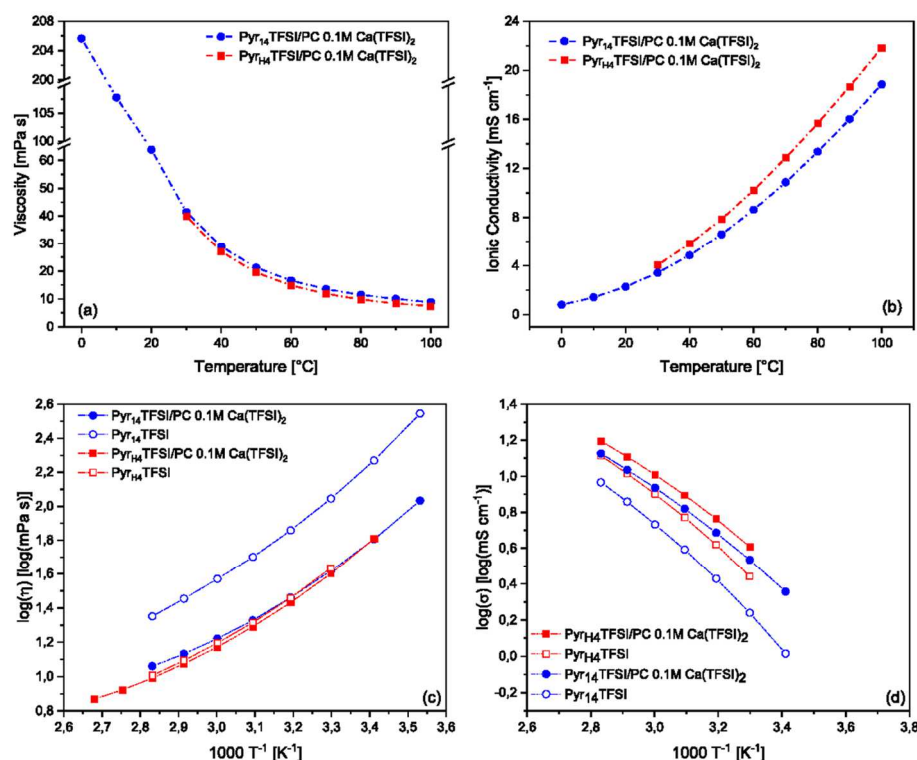 208
206
204
200
105
100
60
50
40
30
20
10
0
Viscosity [mPa s]
Pyr₁₄TFSI/PC 0.1M Ca(TFSI)₂
Pyr_H4TFSI/PC 0.1M Ca(TFSI)₂
(a)
0 20 40 60 80 100
Temperature [°C]
24
20
16
12
8
4
0
Ionic Conductivity [mS cm⁻¹]
Pyr₁₄TFSI/PC 0.1M Ca(TFSI)₂
Pyr_H4TFSI/PC 0.1M Ca(TFSI)₂
(b)
0 20 40 60 80 100
Temperature [°C]
2,6
2,4
2,2
2,0
1,8
1,6
1,4
1,2
1,0
0,8
log(η) [log(mPa s)]
Pyr₁₄TFSI/PC 0.1M Ca(TFSI)₂
Pyr₁₄TFSI
Pyr_H4TFSI/PC 0.1M Ca(TFSI)₂
Pyr_H4TFSI
(c)
2,6 2,7 2,8 2,9 3,0 3,1 3,2 3,3 3,4 3,5 3,6
1000 T⁻¹ [K⁻¹]
1,4
1,2
1,0
0,8
0,6
0,4
0,2
0,0
-0,2
log(σ) [log(mS cm⁻¹)]
Pyr_H4TFSI/PC 0.1M Ca(TFSI)₂
Pyr_H4TFSI
Pyr₁₄TFSI/PC 0.1M Ca(TFSI)₂
Pyr₁₄TFSI
(d)
2,6 2,8 3,0 3,2 3,4 3,6 3,8
1000 T⁻¹ [K⁻¹]